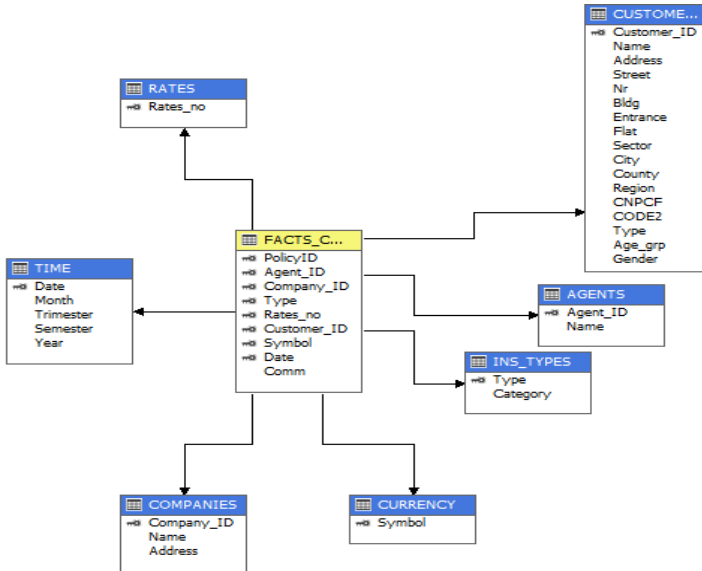 CUSTOME...
Customer_ID
Name
Address
Street
Nr
Bldg
Entrance
Flat
Sector
City
County
Region
CNPCF
CODE2
Type
Age_grp
Gender
RATES
Rates_no
FACTS_C...
PolicyID
Agent_ID
Company_ID
Type
Rates_no
Customer_ID
Symbol
Date
Comm
TIME
Date
Month
Trimester
Semester
Year
AGENTS
Agent_ID
Name
INS_TYPES
Type
Category
COMPANIES
Company_ID
Name
Address
CURRENCY
Symbol